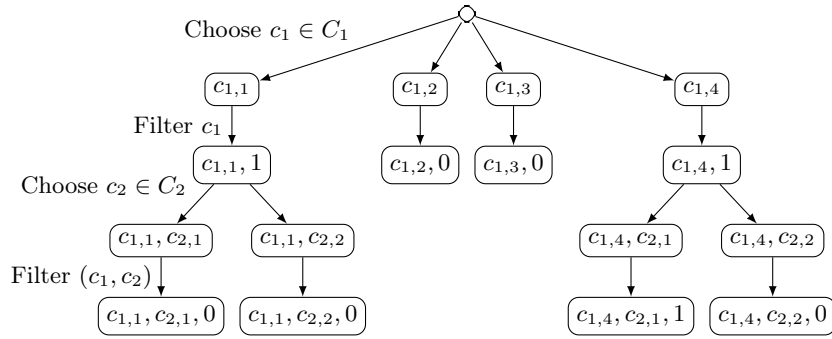 Choose c₁ ∈ C₁
c₁,₁
c₁,₂
c₁,₃
c₁,₄
Filter c₁
c₁,₁, 1
c₁,₂, 0
c₁,₃, 0
c₁,₄, 1
Choose c₂ ∈ C₂
c₁,₁, c₂,₁
c₁,₁, c₂,₂
c₁,₄, c₂,₁
c₁,₄, c₂,₂
Filter (c₁, c₂)
c₁,₁, c₂,₁, 0
c₁,₁, c₂,₂, 0
c₁,₄, c₂,₁, 1
c₁,₄, c₂,₂, 0